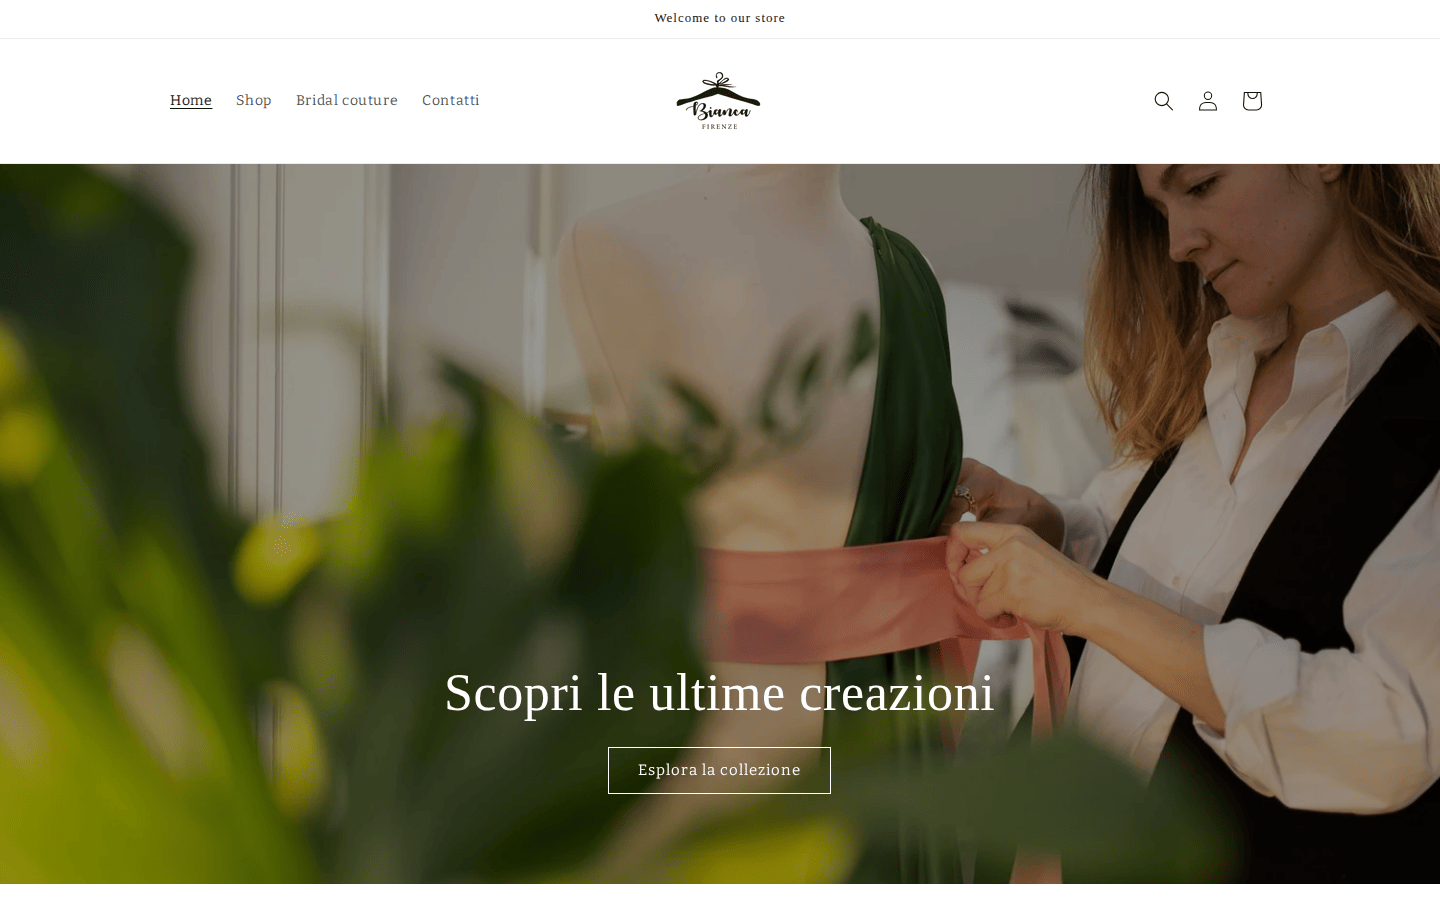 Welcome to our store
Home
Shop
Bridal couture
Contatti
Bianca
FIRENZE
Scopri le ultime creazioni
Esplora la collezione